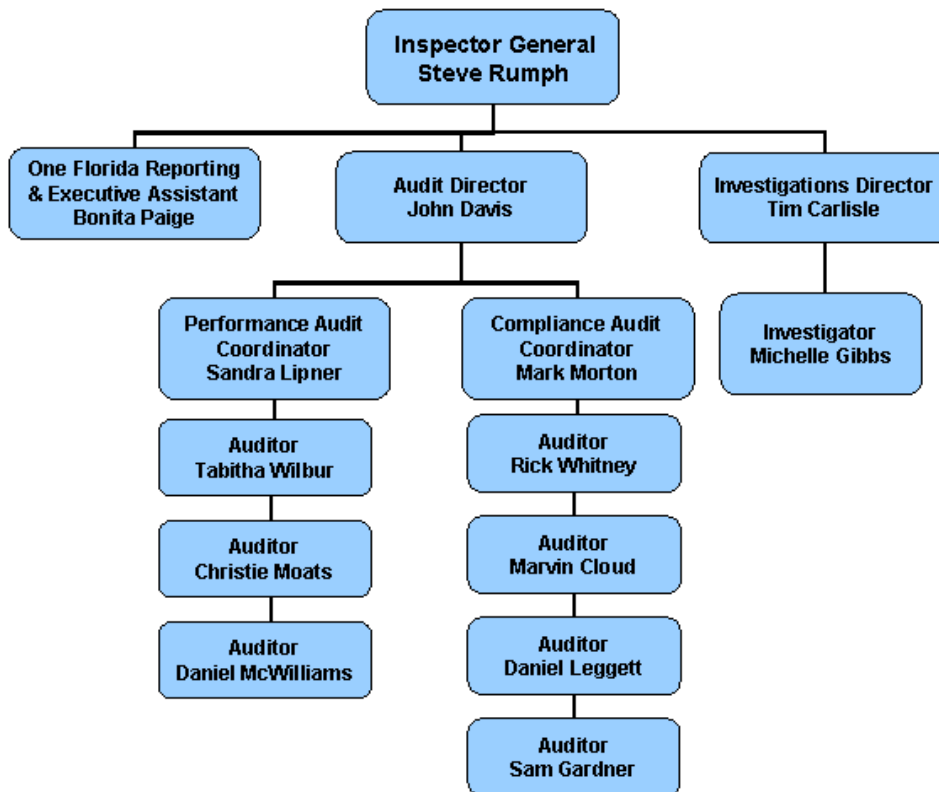 Inspector General
Steve Rumph
One Florida Reporting
& Executive Assistant
Bonita Paige
Audit Director
John Davis
Investigations Director
Tim Carlisle
Performance Audit
Coordinator
Sandra Lipner
Compliance Audit
Coordinator
Mark Morton
Investigator
Michelle Gibbs
Auditor
Tabitha Wilbur
Auditor
Rick Whitney
Auditor
Christie Moats
Auditor
Marvin Cloud
Auditor
Daniel McWilliams
Auditor
Daniel Leggett
Auditor
Sam Gardner